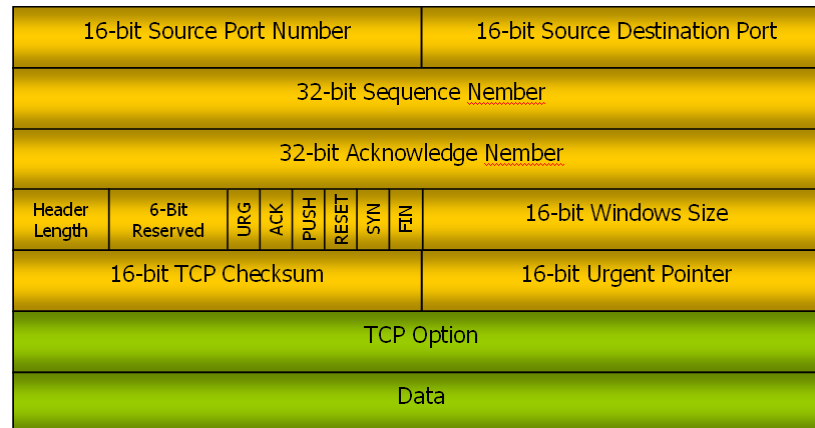 16-bit Source Port Number
16-bit Source Destination Port
32-bit Sequence Nember
32-bit Acknowledge Nember
Header
Length
6-Bit
Reserved
URG
ACK
PUSH
RESET
SYN
FIN
16-bit Windows Size
16-bit TCP Checksum
16-bit Urgent Pointer
TCP Option
Data